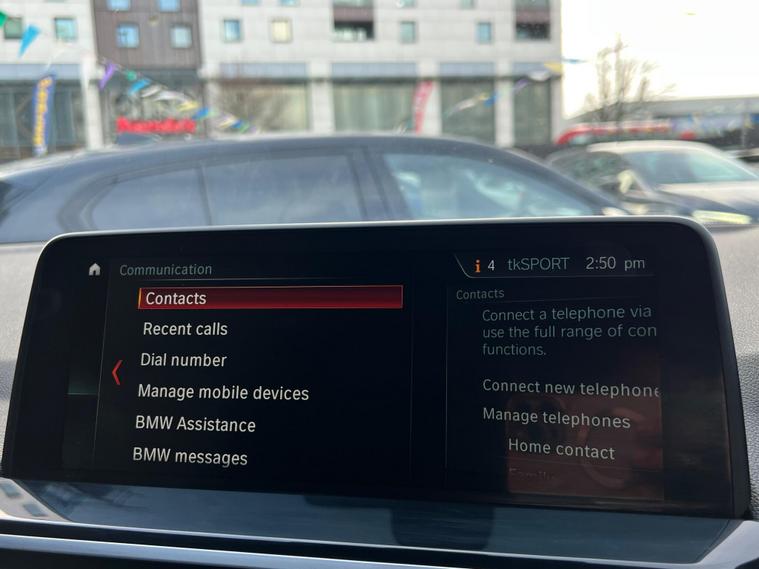 Communication
4 tkSPORT 2:50 pm
Contacts
Recent calls
Dial number
Manage mobile devices
BMW Assistance
BMW messages
Contacts
Connect a telephone via
use the full range of con
functions.
Connect new telephone
Manage telephones
Home contact
Family